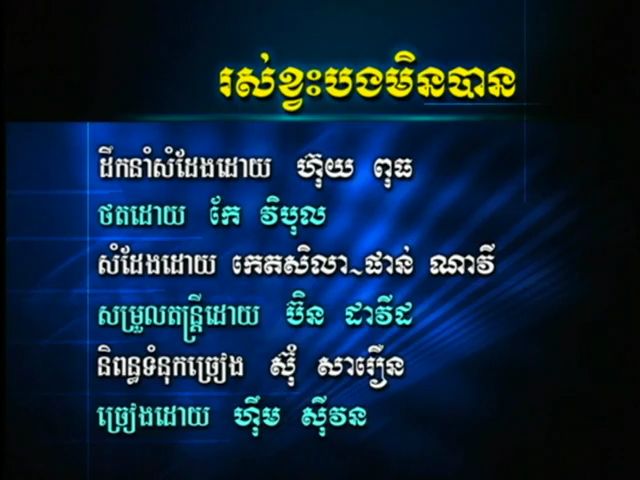 រស់ខ្វះបងមិនបាន
ដឹកនាំសំដែងដោយ ហ៊ុយ ពុធ
ថតដោយ កែ វិបុល
សំដែងដោយ កេតសិលា~ផាន់ ណាវី
សម្រួលតន្ត្រីដោយ ប៊ិន ដាវីដ
និពន្ធទំនុកច្រៀង ស៊ុំ សារឿន
ច្រៀងដោយ ហ៊ឹម ស៊ីវន